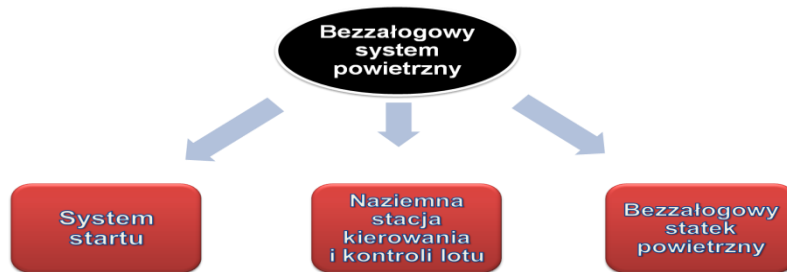 Bezzałogowy
system
powietrzny
System
startu
Naziemna
stacja
kierowania
i kontroli lotu
Bezzałogowy
statek
powietrzny